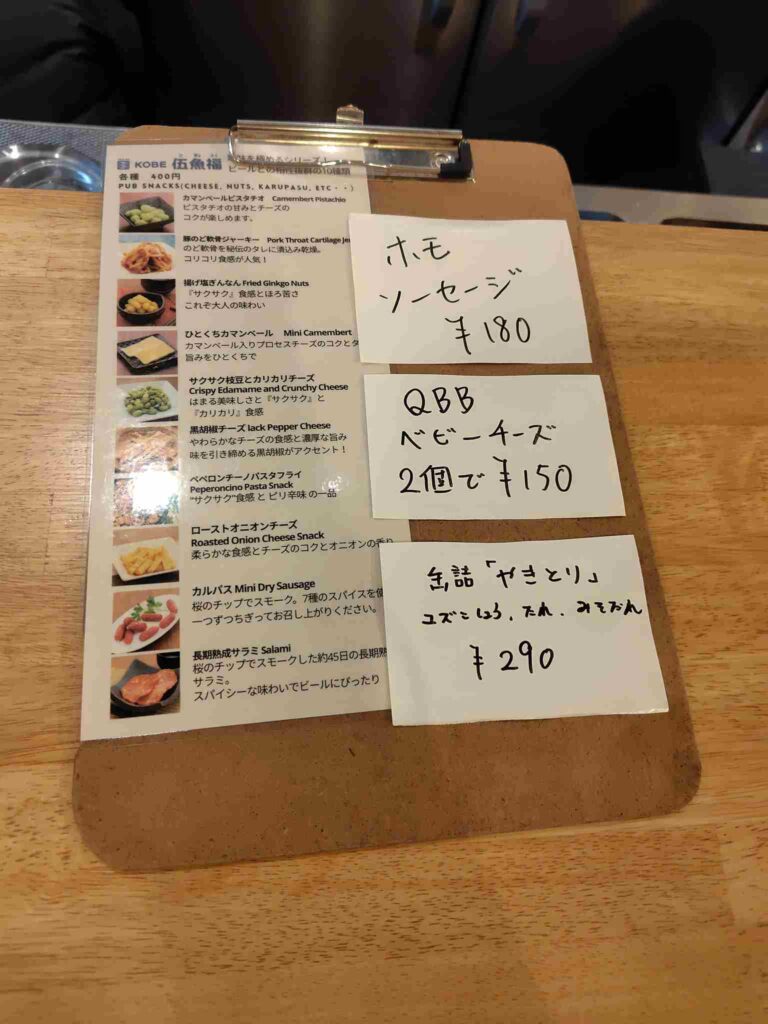 KOBE 伍魚福
ビールとの相性抜群の10種類
各種 400円
PUB SNACKS(CHEESE, NUTS, KARUPASU, ETC・・)
カマンベールピスタチオ Camembert Pistachio
ピスタチオの甘みとチーズの
コクが楽しめます。
豚のど軟骨ジャーキー Pork Throat Cartilage Jer
のど軟骨を秘伝のタレに漬込み乾燥。
コリコリ食感が人気！
揚げ塩ぎんなん Fried Ginkgo Nuts
『サクサク』食感とほろ苦さ
これぞ大人の味わい
ひとくちカマンベール Mini Camembert
カマンベール入りプロセスチーズのコクと
旨みをひとくちで
サクサク枝豆とカリカリチーズ
Crispy Edamame and Crunchy Cheese
はまる美味しさと『サクサク』と
『カリカリ』食感
黒胡椒チーズ Jack Pepper Cheese
やわらかなチーズの食感と濃厚な旨み
味を引き締める黒胡椒がアクセント！
ペペロンチーノパスタフライ
Peperoncino Pasta Snack
"サクサク"食感 と ピリ辛味 の一品
ローストオニオンチーズ
Roasted Onion Cheese Snack
柔らかな食感とチーズのコクとオニオンの香り
カルパス Mini Dry Sausage
桜のチップでスモーク。7種のスパイスを使
一つずつちぎってお召し上がりください。
長期熟成サラミ Salami
桜のチップでスモークした約45日の長期熟
サラミ。
スパイシーな味わいでビールにぴったり
ホモ
ソーセージ
¥180
QBB
ベビーチーズ
2個で¥150
缶詰「やきとり」
ユズこしょう、たれ、みそだれ
¥290